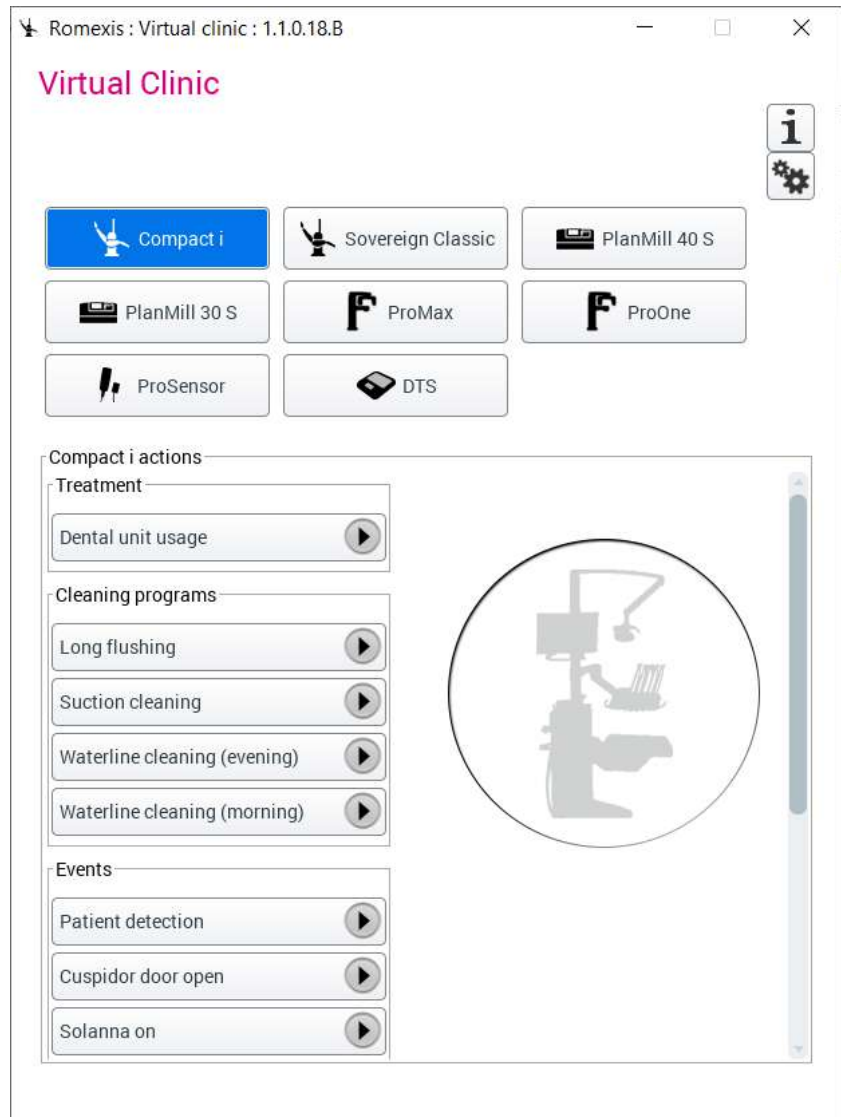 Romexis : Virtual clinic : 1.1.0.18.B
Virtual Clinic
i
Compact i
Sovereign Classic
PlanMill 40 S
PlanMill 30 S
ProMax
ProOne
ProSensor
DTS
Compact i actions
Treatment
Dental unit usage
Cleaning programs
Long flushing
Suction cleaning
Waterline cleaning (evening)
Waterline cleaning (morning)
Events
Patient detection
Cuspidor door open
Solanna on